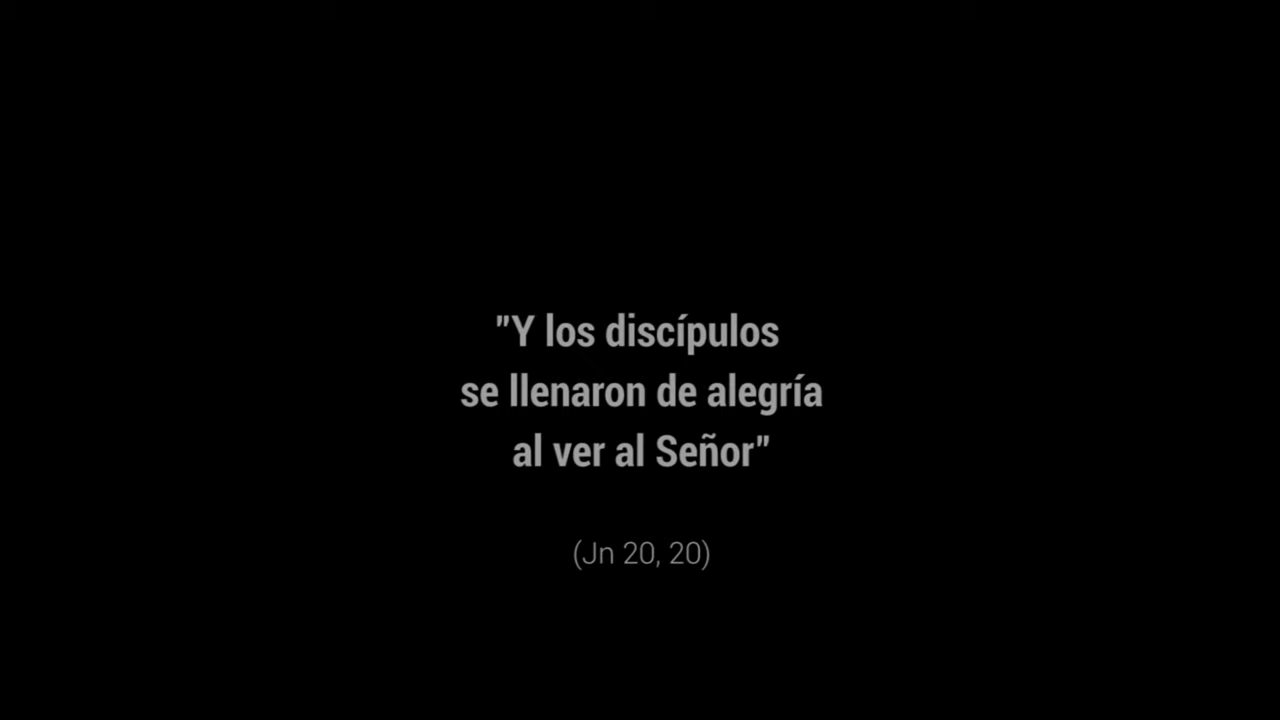 "Y los discípulos
se llenaron de alegría
al ver al Señor"
(Jn 20, 20)